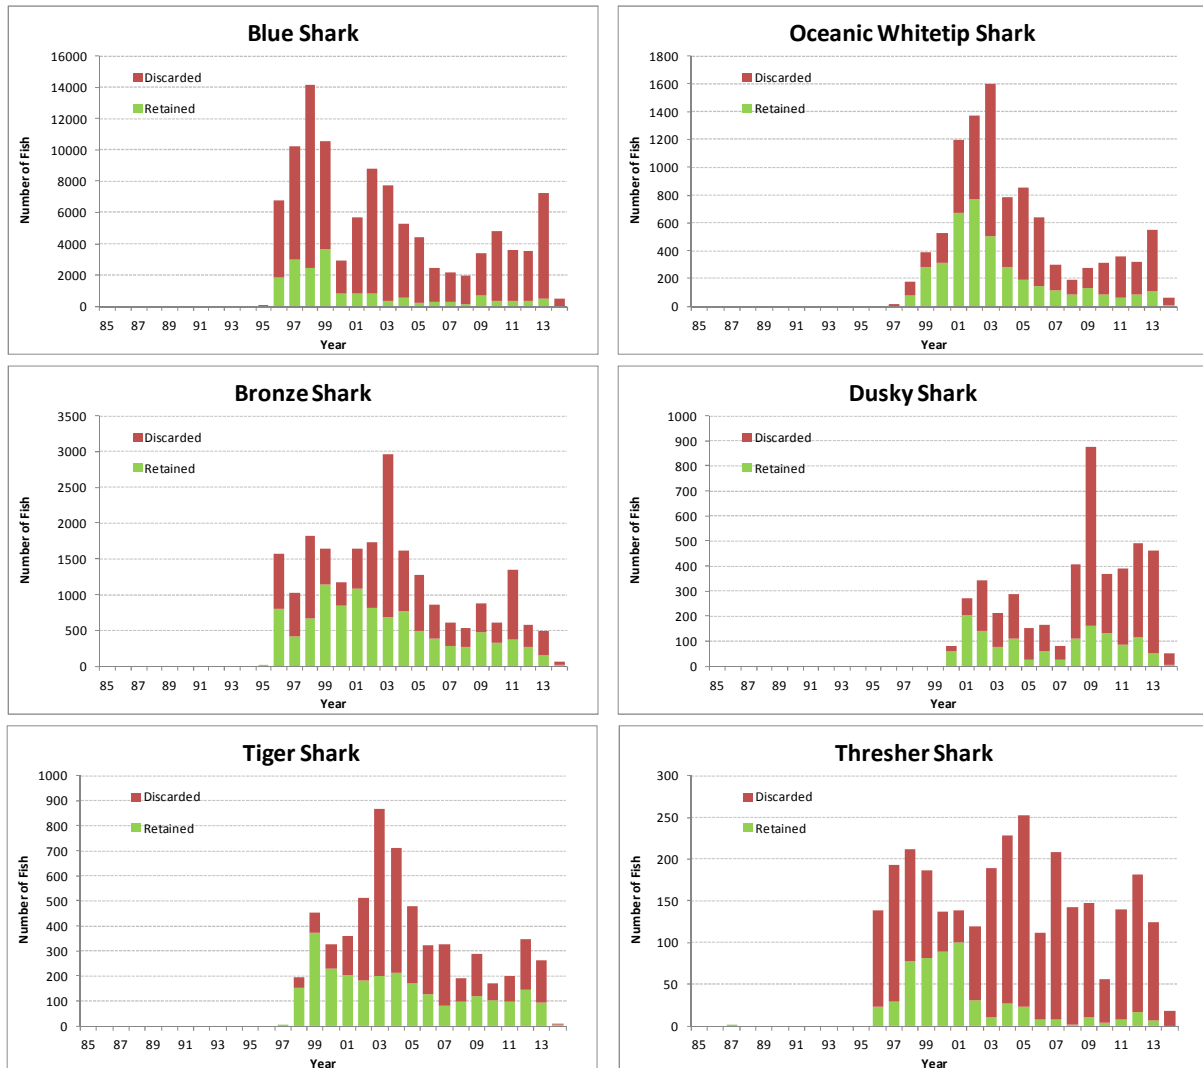 Blue Shark
16000
14000
12000
10000
8000
6000
4000
2000
0
Number of Fish
Discarded
Retained
85 87 89 91 93 95 97 99 01 03 05 07 09 11 13
Year
Oceanic Whitetip Shark
1800
1600
1400
1200
1000
800
600
400
200
0
Number of Fish
Discarded
Retained
85 87 89 91 93 95 97 99 01 03 05 07 09 11 13
Year
Bronze Shark
3500
3000
2500
2000
1500
1000
500
0
Number of Fish
Discarded
Retained
85 87 89 91 93 95 97 99 01 03 05 07 09 11 13
Year
Dusky Shark
1000
900
800
700
600
500
400
300
200
100
0
Number of Fish
Discarded
Retained
85 87 89 91 93 95 97 99 01 03 05 07 09 11 13
Year
Tiger Shark
1000
900
800
700
600
500
400
300
200
100
0
Number of Fish
Discarded
Retained
85 87 89 91 93 95 97 99 01 03 05 07 09 11 13
Year
Thresher Shark
300
250
200
150
100
50
0
Number of Fish
Discarded
Retained
85 87 89 91 93 95 97 99 01 03 05 07 09 11 13
Year